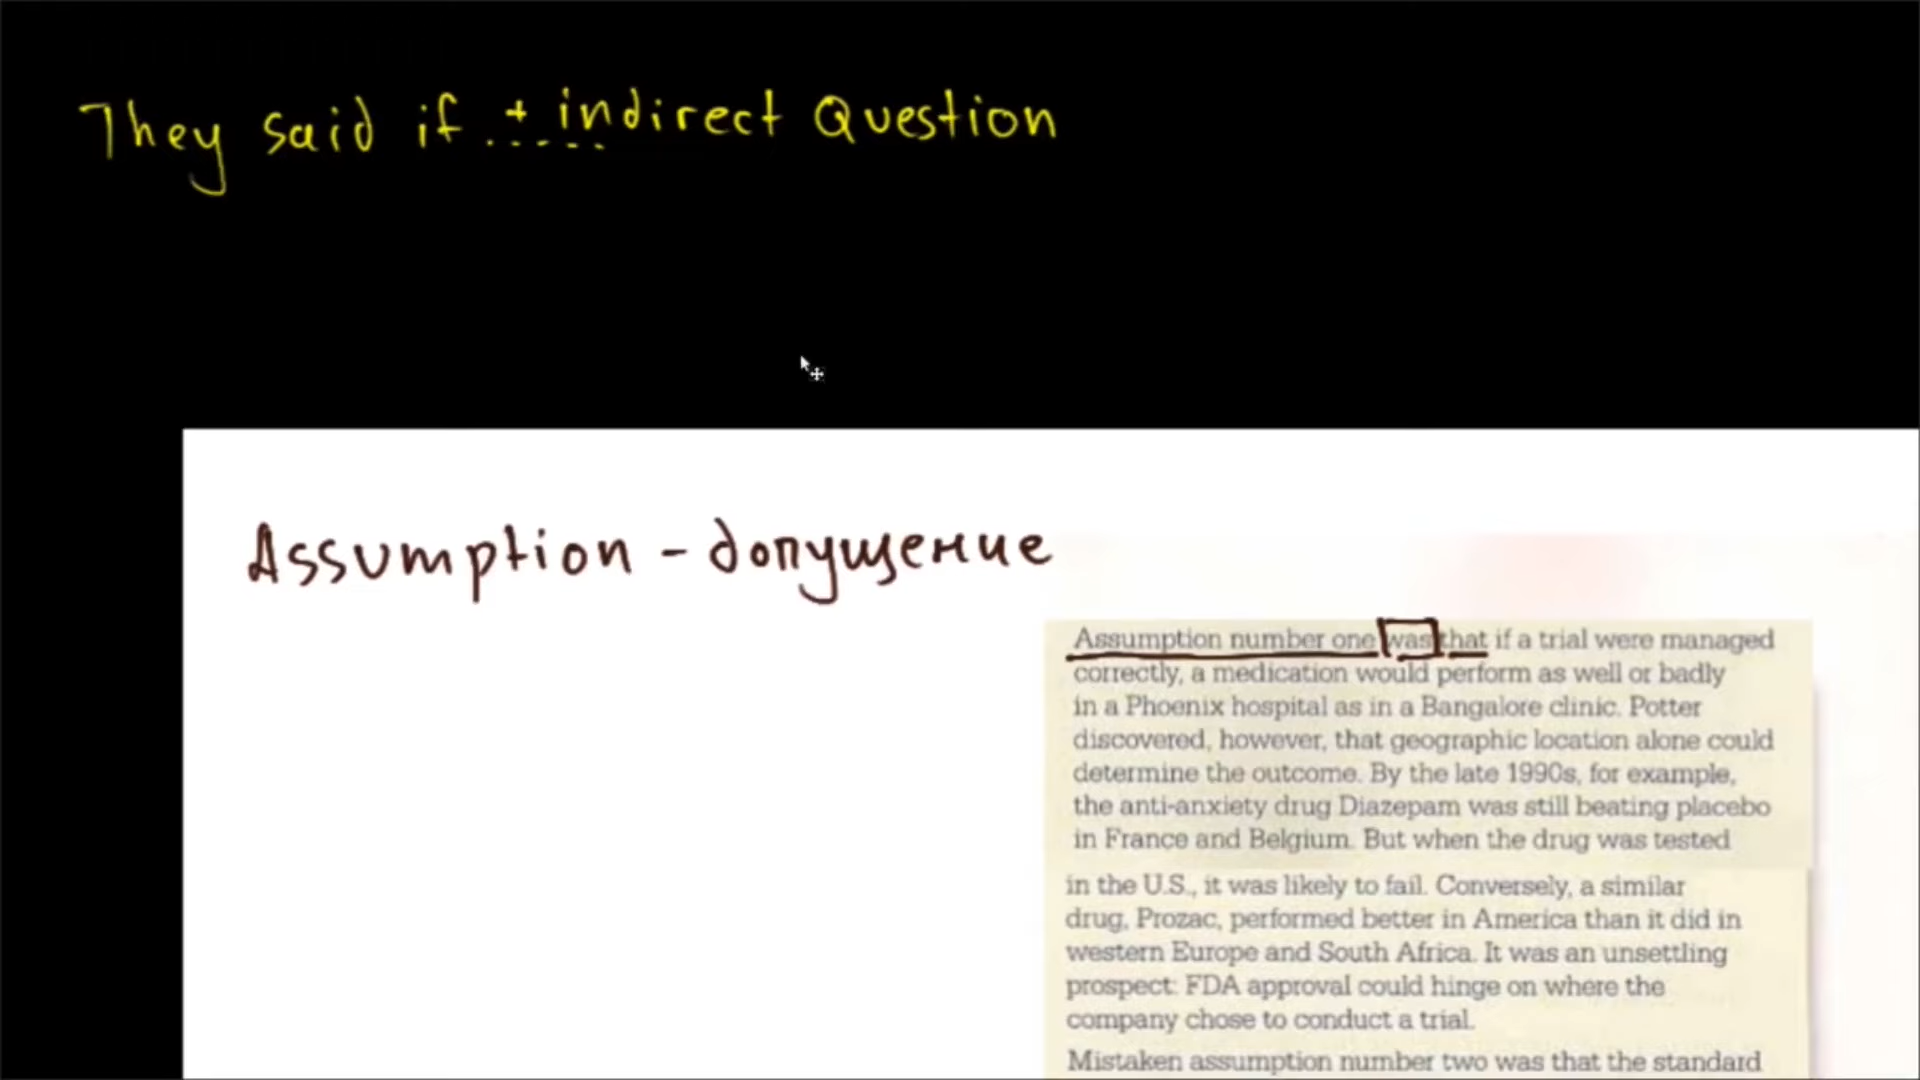 They said if ..... + indirect Question
Assumption - допущение
Assumption number one was that if a trial were managed
correctly, a medication would perform as well or badly
in a Phoenix hospital as in a Bangalore clinic. Potter
discovered, however, that geographic location alone could
determine the outcome. By the late 1990s, for example,
the anti-anxiety drug Diazepam was still beating placebo
in France and Belgium. But when the drug was tested
in the U.S., it was likely to fail. Conversely, a similar
drug, Prozac, performed better in America than it did in
western Europe and South Africa. It was an unsettling
prospect: FDA approval could hinge on where the
company chose to conduct a trial.
Mistaken assumption number two was that the standard